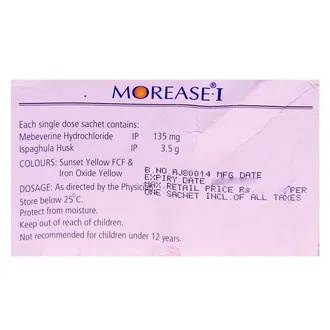 MOREASE®-I
Each single dose sachet contains:
Mebeverine Hydrochloride IP 135 mg
Ispaghula Husk IP 3.5 g
COLOURS: Sunset Yellow FCF &
Iron Oxide Yellow
DOSAGE: As directed by the Physician
Store below 25°C.
Protect from moisture.
Keep out of reach of children.
Not recommended for children under 12 years.
B.NO.AJS0014 MFG DATE
EXPIRY DATE
MAX.RETAIL PRICE Rs. PER
ONE SACHET INCL.OF ALL TAXES